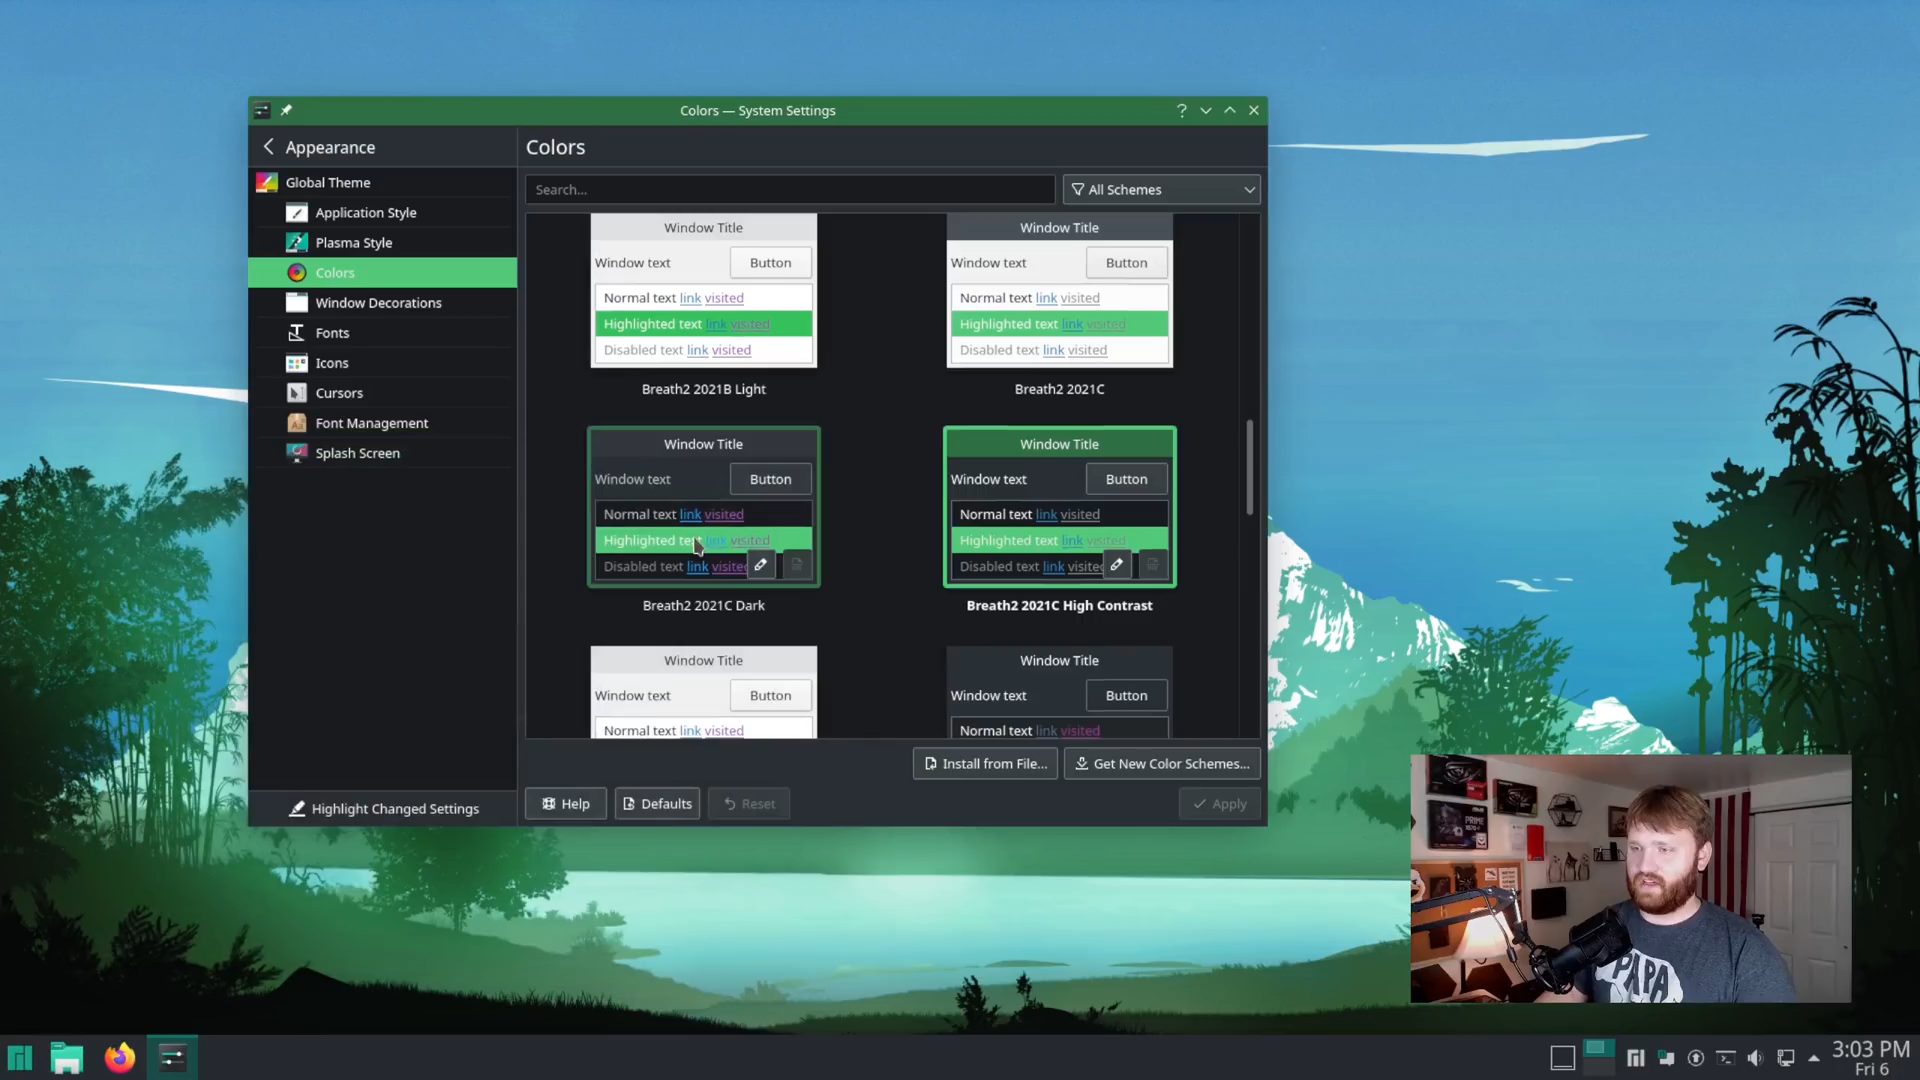 Colors — System Settings
Appearance
Colors
Global Theme
Application Style
Plasma Style
Colors
Window Decorations
Fonts
Icons
Cursors
Font Management
Splash Screen
Highlight Changed Settings
Search...
All Schemes
Window Title
Window text
Button
Normal text link visited
Highlighted text link visited
Disabled text link visited
Breath2 2021B Light
Window Title
Window text
Button
Normal text link visited
Highlighted text link visited
Disabled text link visited
Breath2 2021C
Window Title
Window text
Button
Normal text link visited
Highlighted text link visited
Disabled text link visited
Breath2 2021C Dark
Window Title
Window text
Button
Normal text link visited
Highlighted text link visited
Disabled text link visited
Breath2 2021C High Contrast
Window Title
Window text
Button
Normal text link visited
Window Title
Window text
Button
Normal text link visited
Install from File...
Get New Color Schemes...
Help
Defaults
Reset
Apply
PRIME
PAPA
3:03 PM
Fri 6